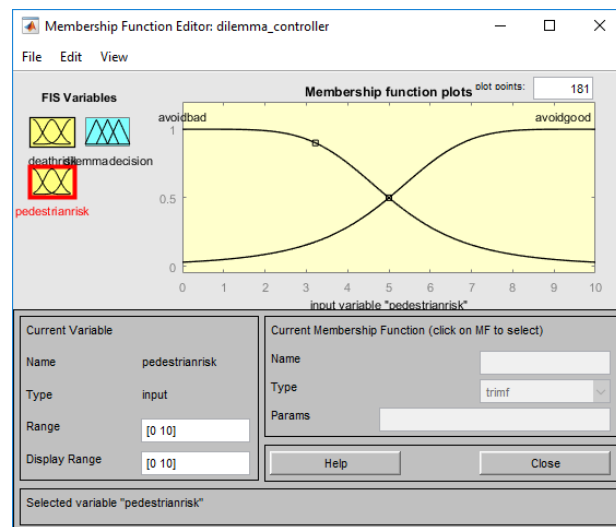 Membership Function Editor: dilemma_controller
File Edit View
FIS Variables
Membership function plots plot points: 181
avoidbad avoidgood
1
0.5
0
0 1 2 3 4 5 6 7 8 9 10
input variable "pedestrianrisk"
dilemmadecision
pedestrianrisk
Current Variable
Name pedestrianrisk
Type input
Range [0 10]
Display Range [0 10]
Current Membership Function (click on MF to select)
Name
Type trimf
Params
Help Close
Selected variable "pedestrianrisk"